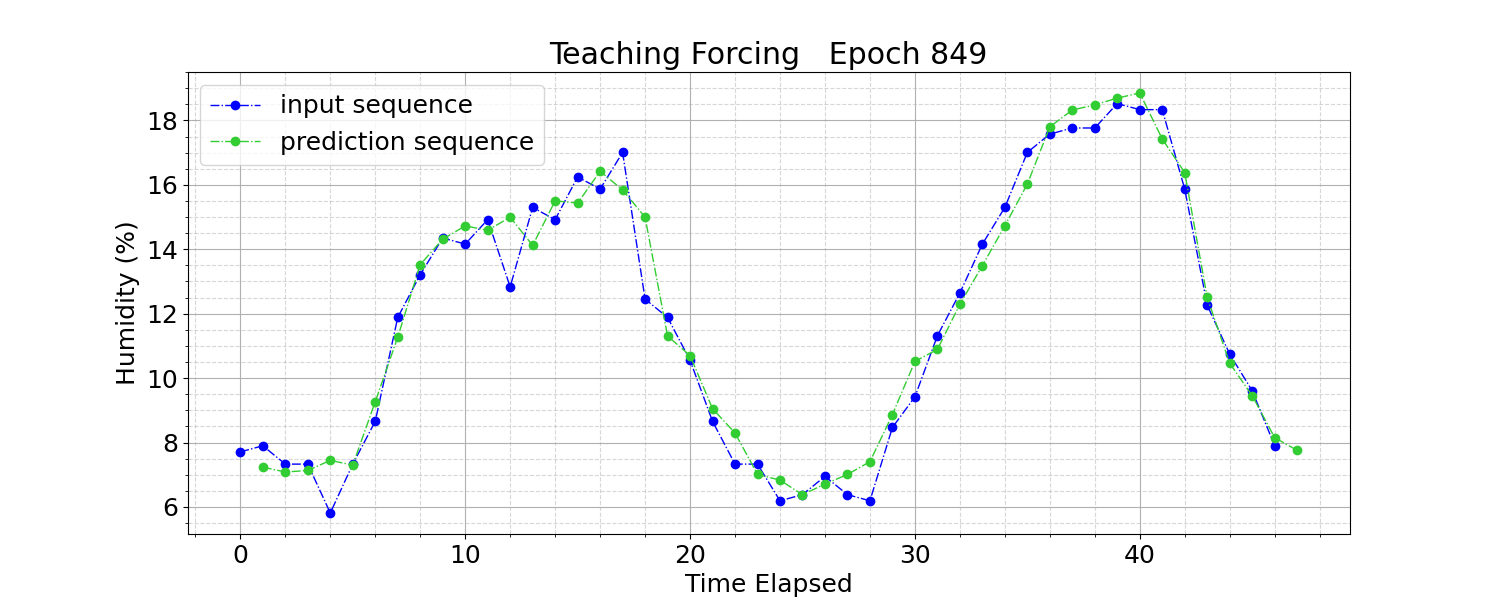 Teaching Forcing   Epoch 849
input sequence
prediction sequence
Humidity (%)
18
16
14
12
10
8
6
0 10 20 30 40
Time Elapsed